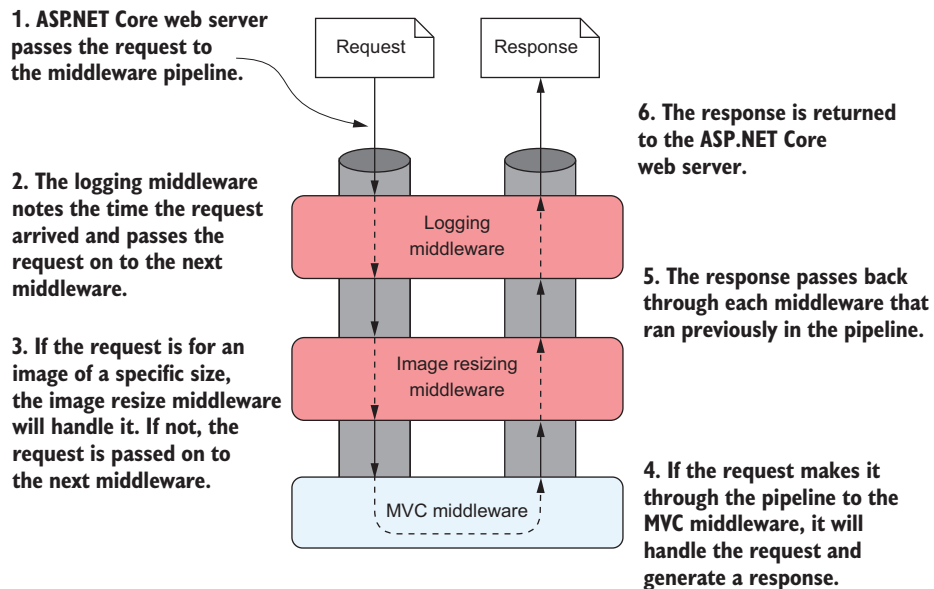 1. ASP.NET Core web server
passes the request to
the middleware pipeline.
Request
Response
6. The response is returned
to the ASP.NET Core
web server.
2. The logging middleware
notes the time the request
arrived and passes the
request on to the next
middleware.
Logging
middleware
5. The response passes back
through each middleware that
ran previously in the pipeline.
3. If the request is for an
image of a specific size,
the image resize middleware
will handle it. If not, the
request is passed on to
the next middleware.
Image resizing
middleware
4. If the request makes it
through the pipeline to the
MVC middleware, it will
handle the request and
generate a response.
MVC middleware